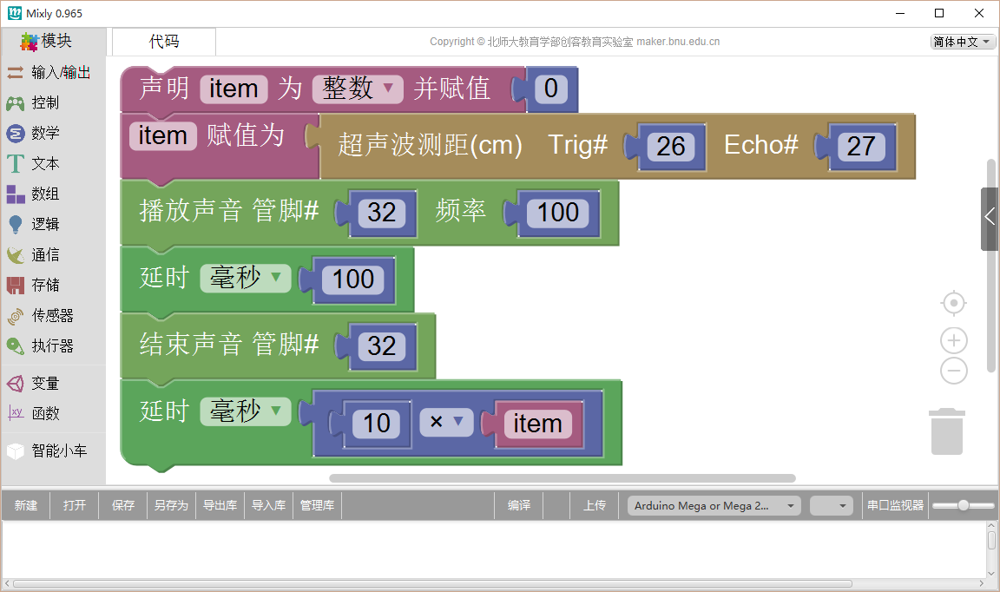 Mixly 0.965
模块
代码
Copyright © 北师大教育学部创客教育实验室 maker.bnu.edu.cn
简体中文
输入/输出
控制
数学
文本
数组
逻辑
通信
存储
传感器
执行器
变量
函数
智能小车
声明 item 为 整数 并赋值 0
item 赋值为 超声波测距(cm) Trig# 26 Echo# 27
播放声音 管脚# 32 频率 100
延时 毫秒 100
结束声音 管脚# 32
延时 毫秒 10 × item
新建 打开 保存 另存为 导出库 导入库 管理库 编译 上传 Arduino Mega or Mega 2... 串口监视器